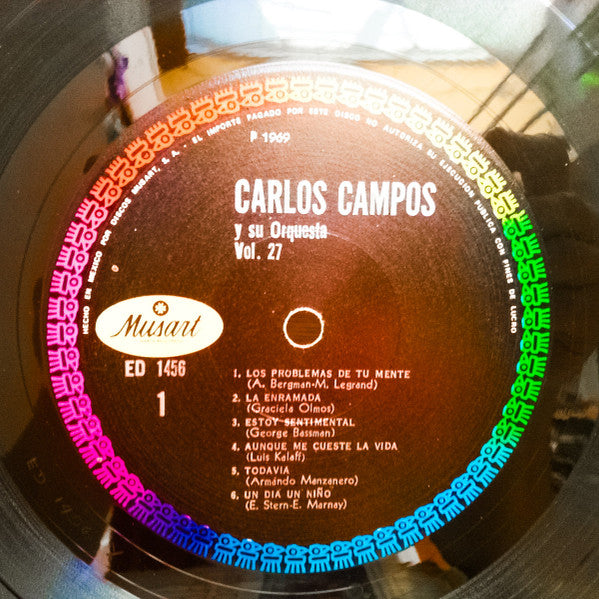 HECHO EN MEXICO POR DISCOS MUSART, S. A. - EL IMPORTE PAGADO POR ESTE DISCO NO AUTORIZA SU EJECUCION PUBLICA CON FINES DE LUCRO
P 1969
CARLOS CAMPOS
y su Orquesta
Vol. 27
Musart
ED 1456
1
1. LOS PROBLEMAS DE TU MENTE
(A. Bergman-M. Legrand)
2. LA ENRAMADA
(Graciela Olmos)
3. ESTOY SENTIMENTAL
(George Bassman)
4. AUNQUE ME CUESTE LA VIDA
(Luis Kalaff)
5. TODAVIA
(Armando Manzanero)
6. UN DIA UN NIÑO
(E. Stern-E. Marnay)